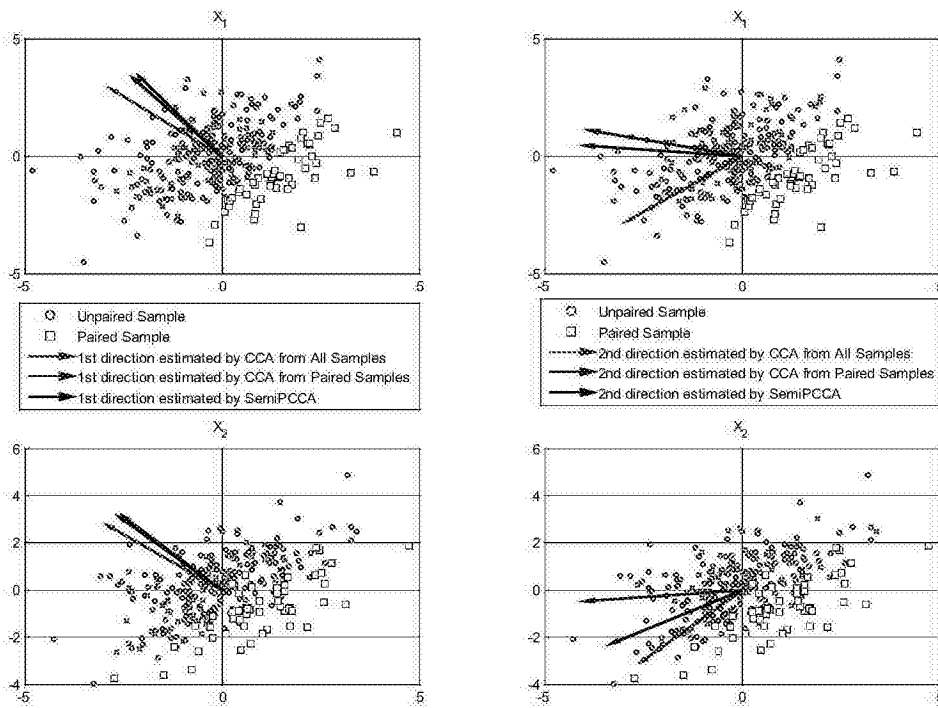 X1
5
0
-5
-5
0
5
X1
5
0
-5
-5
0
5
Unpaired Sample
Paired Sample
1st direction estimated by CCA from All Samples
1st direction estimated by CCA from Paired Samples
1st direction estimated by SemiPCCA
Unpaired Sample
Paired Sample
2nd direction estimated by CCA from All Samples
2nd direction estimated by CCA from Paired Samples
2nd direction estimated by SemiPCCA
X2
6
4
2
0
-2
-4
-5
0
5
X2
6
4
2
0
-2
-4
-5
0
5